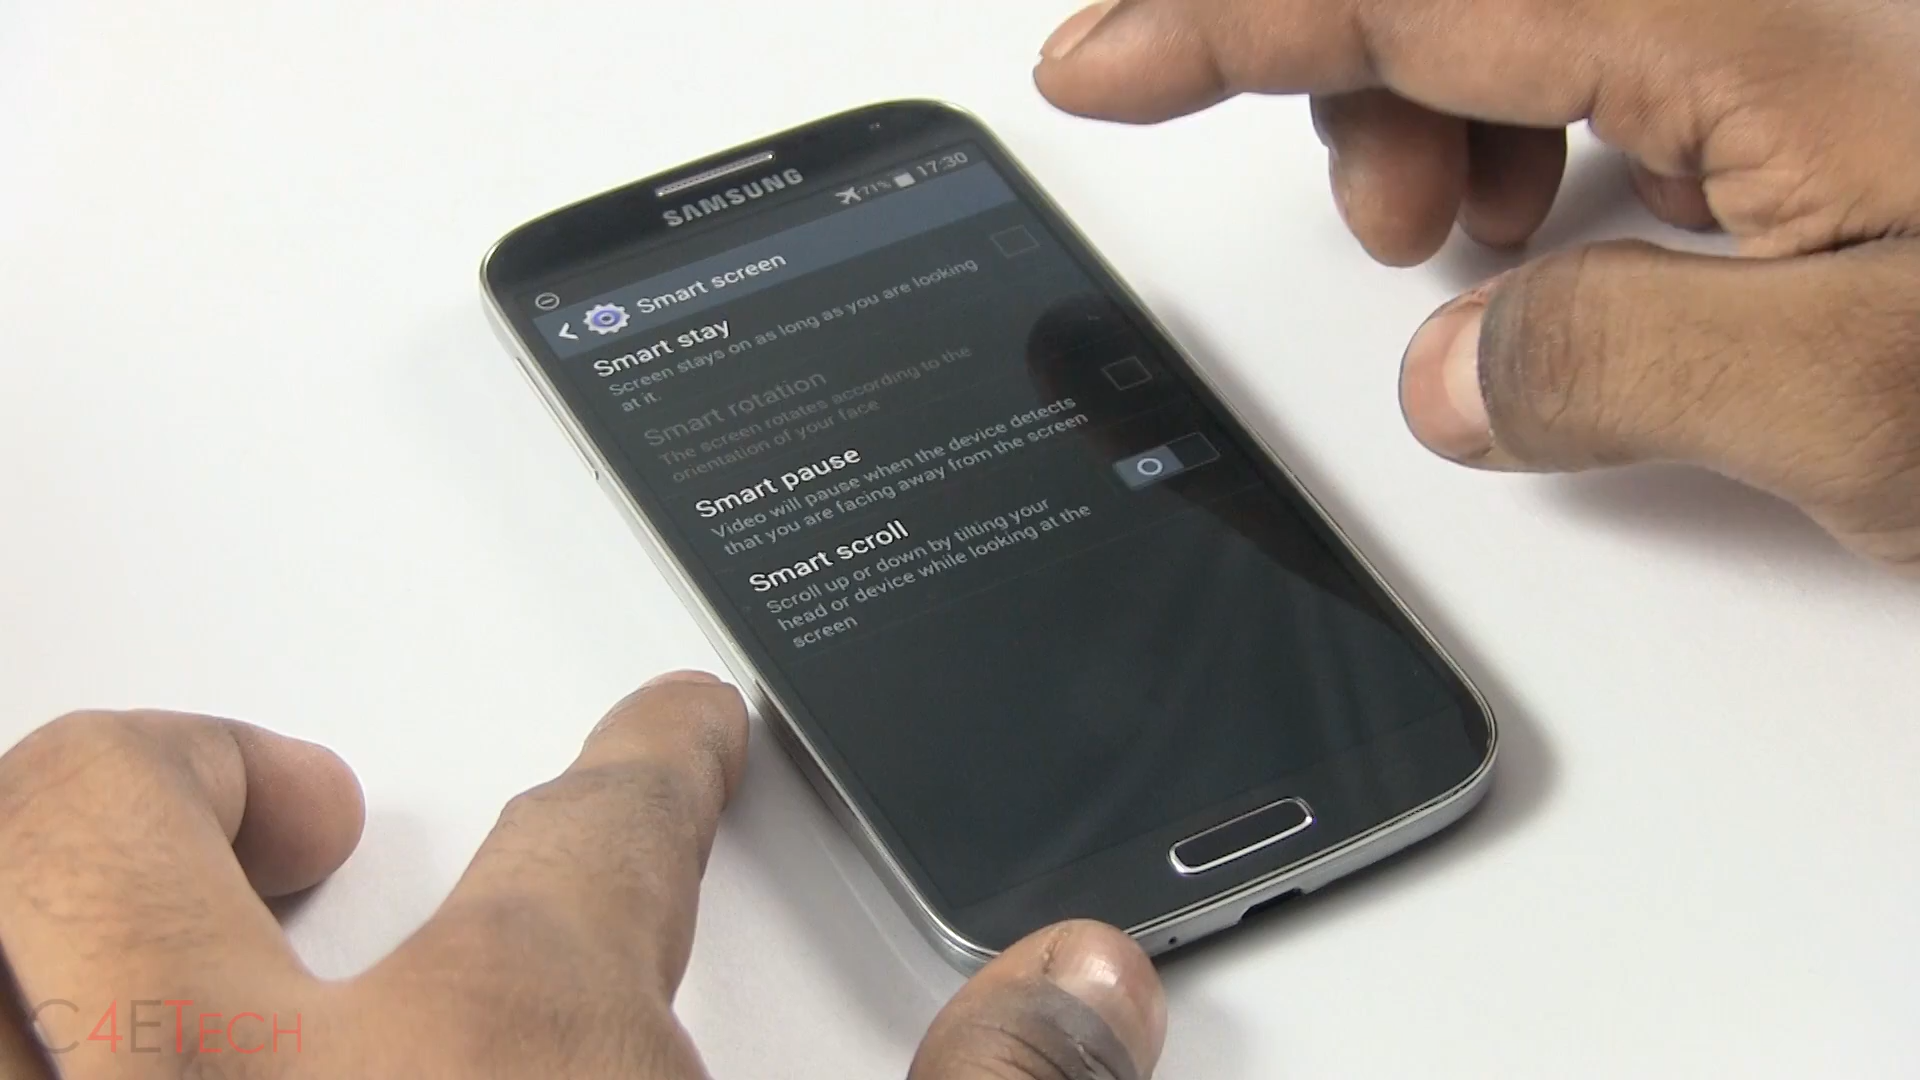 SAMSUNG
71% 17:30
Smart screen
Smart stay
Screen stays on as long as you are looking
at it.
Smart rotation
The screen rotates according to the
orientation of your face
Smart pause
Video will pause when the device detects
that you are facing away from the screen
Smart scroll
Scroll up or down by tilting your
head or device while looking at the
screen
C4ETECH